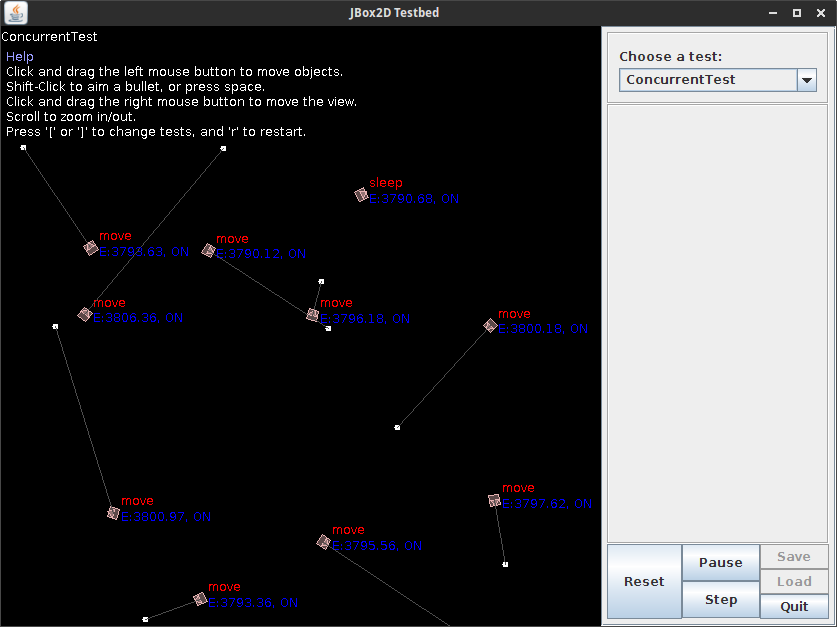 JBox2D Testbed
ConcurrentTest
Help
Click and drag the left mouse button to move objects.
Shift-Click to aim a bullet, or press space.
Click and drag the right mouse button to move the view.
Scroll to zoom in/out.
Press '[' or ']' to change tests, and 'r' to restart.
Choose a test:
ConcurrentTest
sleep
E:3790.68, ON
move
E:3793.63, ON
move
E:3790.12, ON
move
E:3806.36, ON
move
E:3796.18, ON
move
E:3800.18, ON
move
E:3797.62, ON
move
E:3800.97, ON
move
E:3795.56, ON
move
E:3793.36, ON
Reset
Pause
Step
Save
Load
Quit